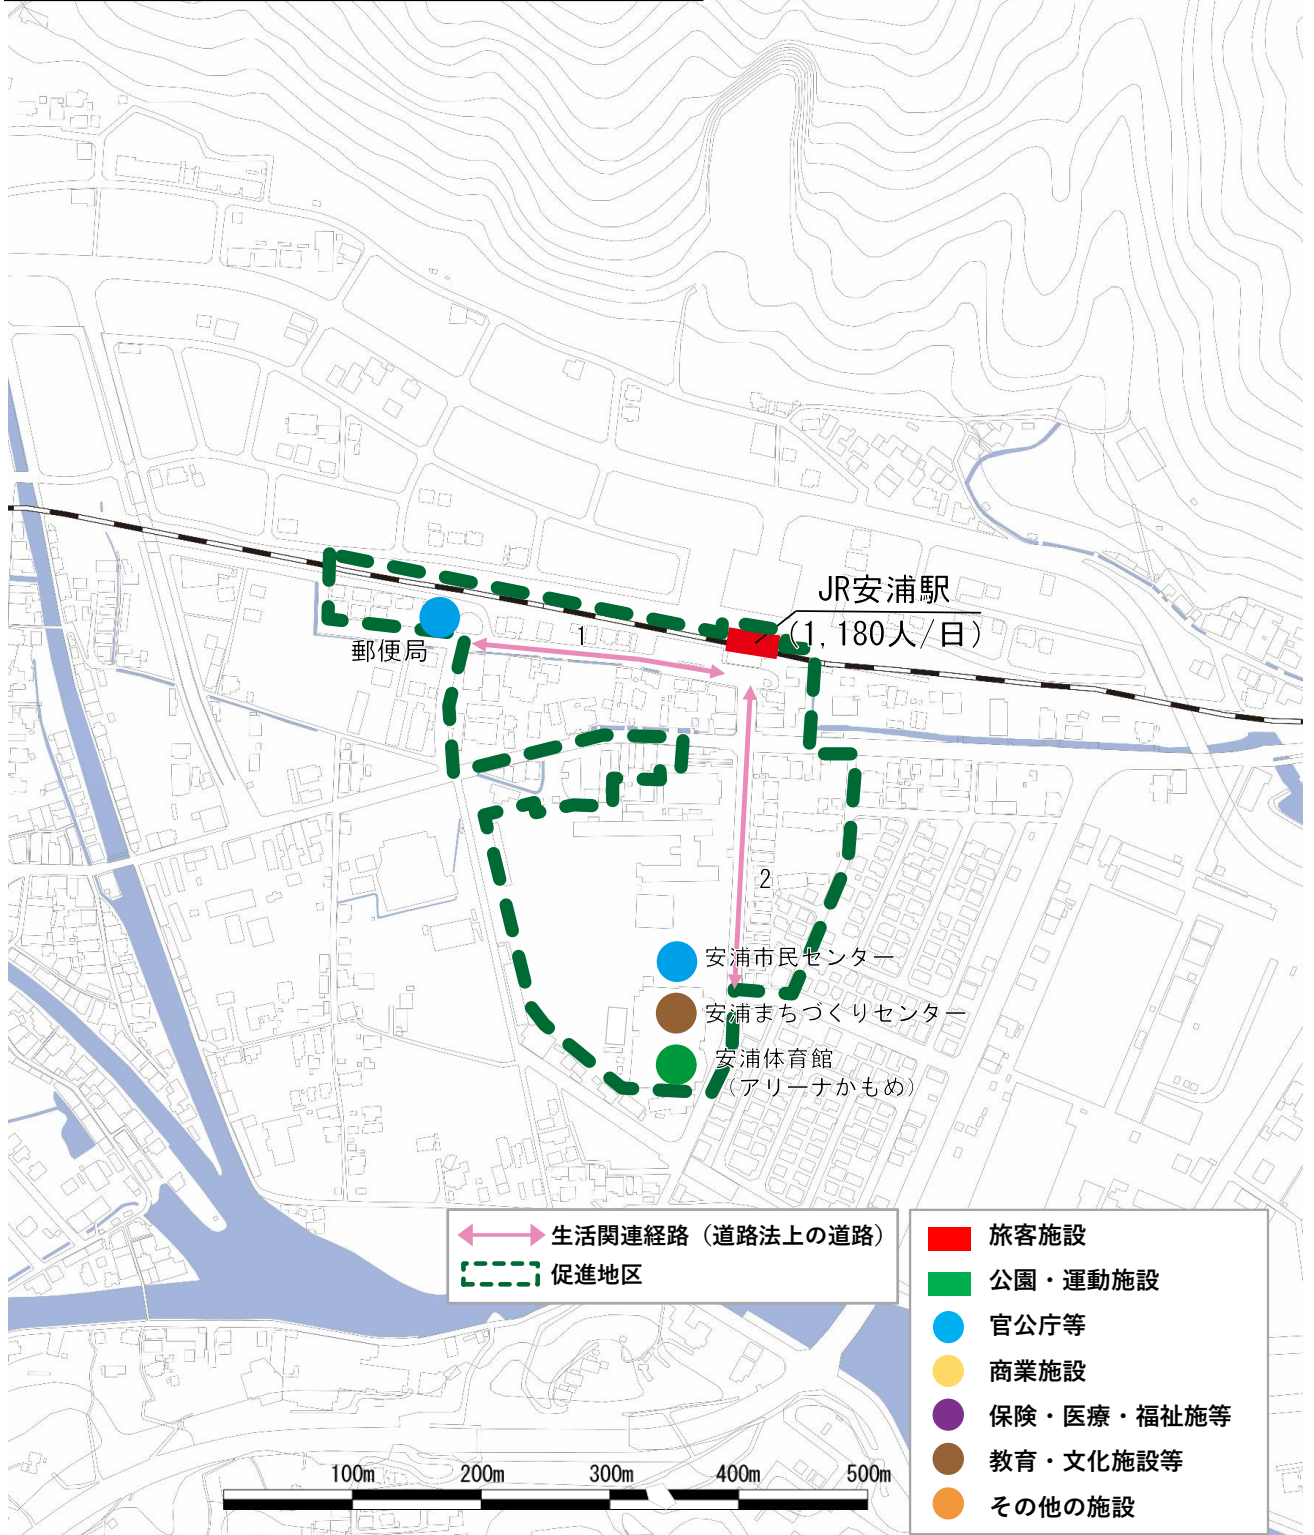 JR安浦駅
(1,180人/日)
1
郵便局
2
安浦市民センター
安浦まちづくりセンター
安浦体育館
(アリーナかもめ)
生活関連経路（道路法上の道路）
促進地区
旅客施設
公園・運動施設
官公庁等
商業施設
保険・医療・福祉施等
教育・文化施設等
その他の施設
100m 200m 300m 400m 500m